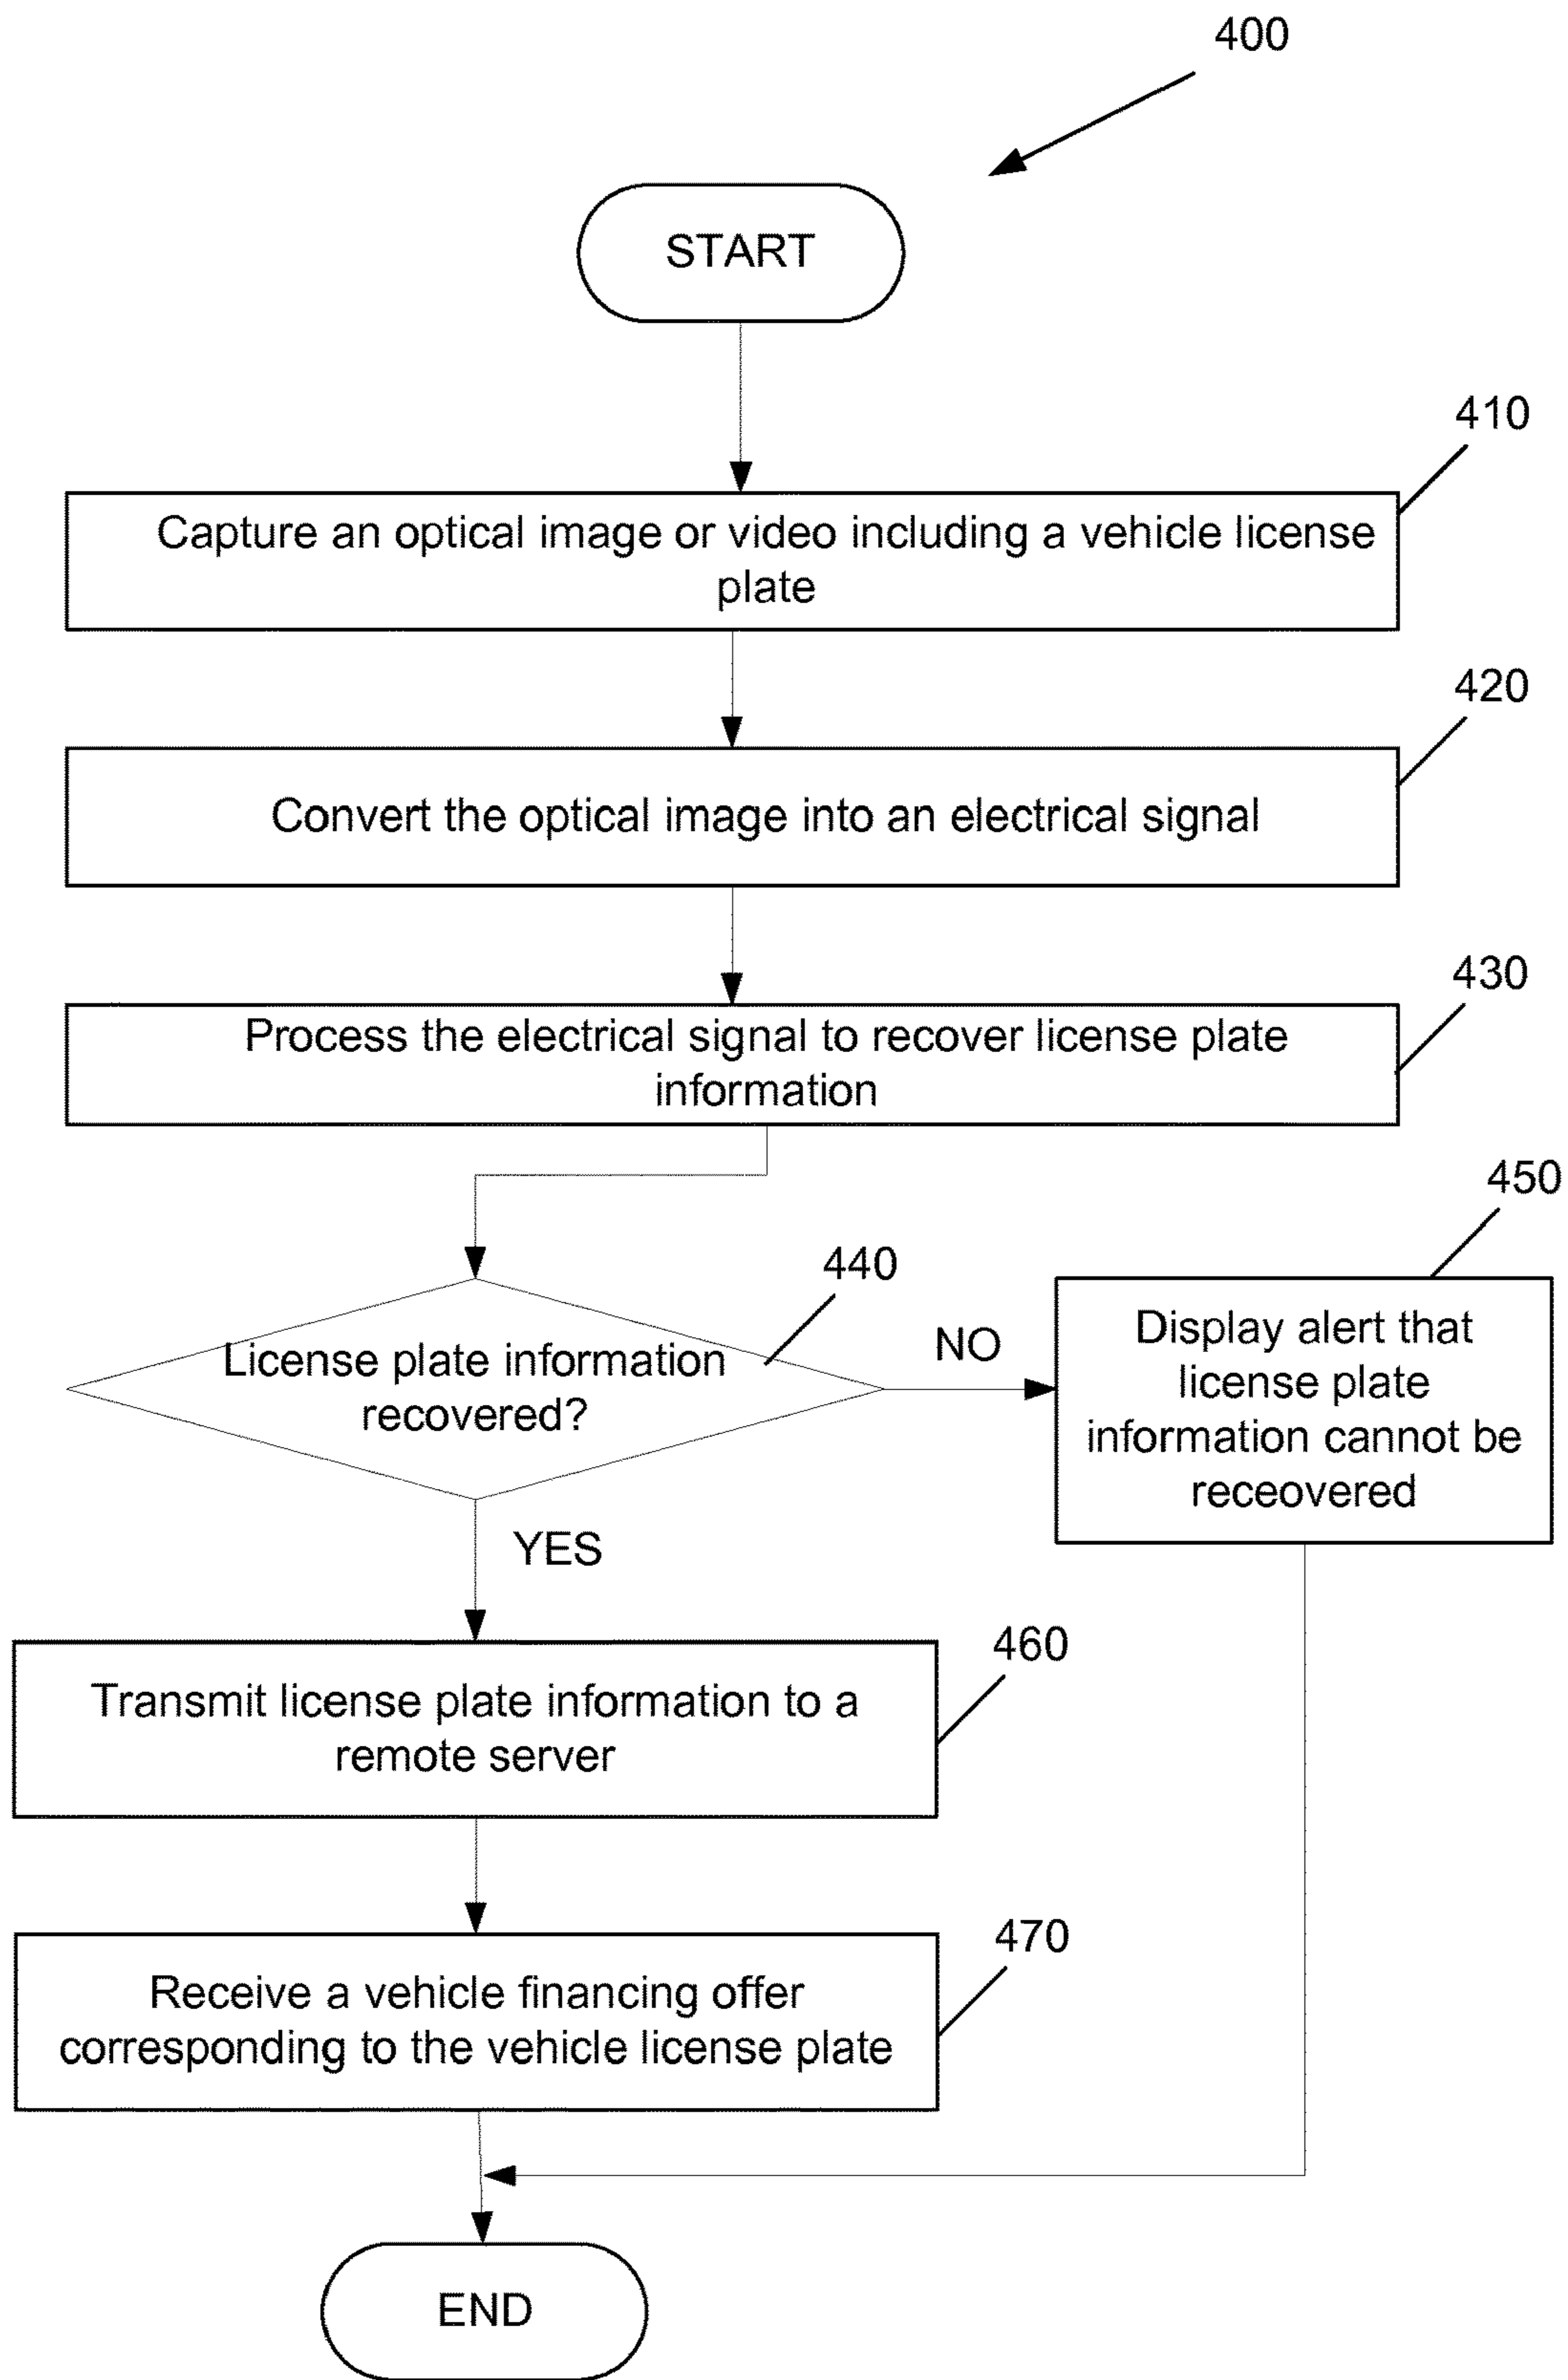 400
START
410
Capture an optical image or video including a vehicle license
plate
420
Convert the optical image into an electrical signal
430
Process the electrical signal to recover license plate
information
440
License plate information
recovered?
NO
450
Display alert that
license plate
information cannot be
receovered
YES
460
Transmit license plate information to a
remote server
470
Receive a vehicle financing offer
corresponding to the vehicle license plate
END